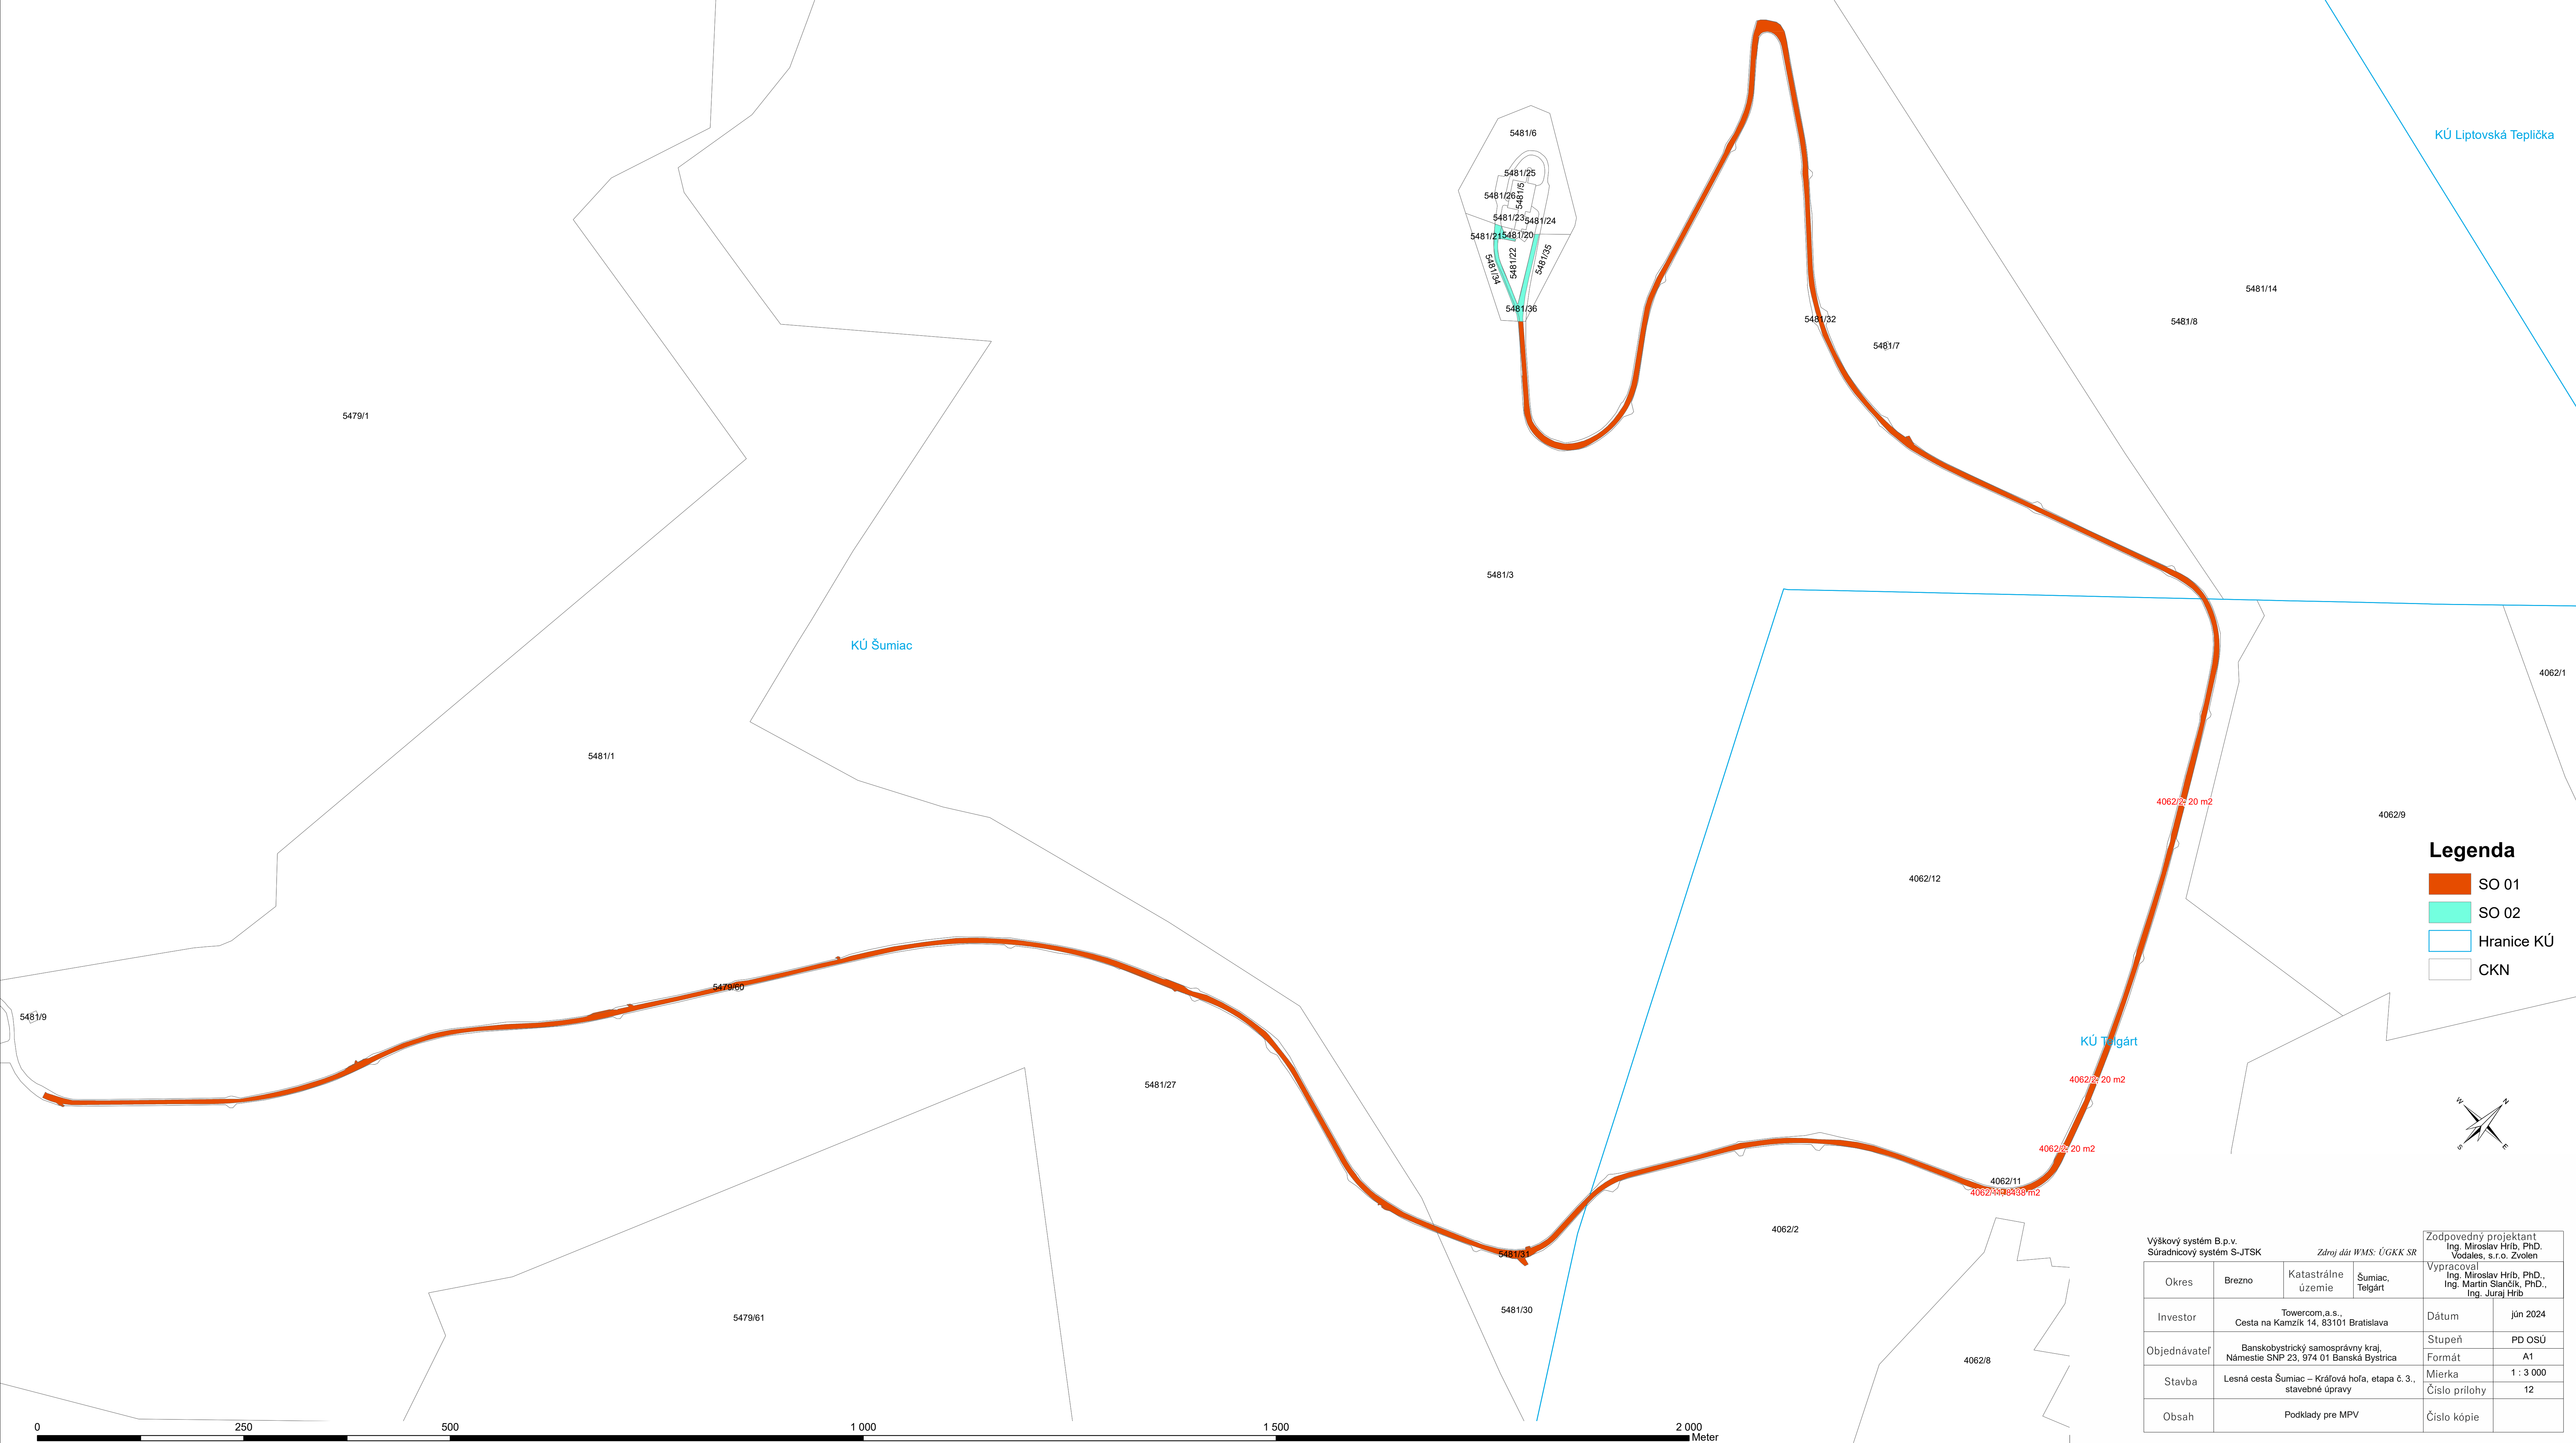 KÚ Liptovská Teplička
5481/6
5481/25
5481/5
5481/26
5481/23
5481/24
5481/21
5481/20
5481/22
5481/35
5481/34
5481/36
5481/14
5481/32
5481/8
5481/7
5479/1
5481/3
KÚ Šumiac
4062/1
5481/1
4062/2; 20 m2
4062/9
Legenda
SO 01
SO 02
Hranice KÚ
CKN
4062/12
5479/60
5481/9
KÚ Telgárt
4062/2; 20 m2
5481/27
W
N
S
E
4062/2; 20 m2
4062/11
4062/2
5481/31
5481/30
5479/61
4062/8
Výškový systém B.p.v.
Súradnicový systém S-JTSK
Zdroj dát WMS: ÚGKK SR
Zodpovedný projektant
Ing. Miroslav Hríb, PhD.
Vodales, s.r.o. Zvolen
Okres
Brezno
Katastrálne
územie
Šumiac,
Telgárt
Vypracoval
Ing. Miroslav Hríb, PhD.,
Ing. Martin Slančík, PhD.,
Ing. Juraj Hrib
Investor
Towercom,a.s.,
Cesta na Kamzík 14, 83101 Bratislava
Dátum
jún 2024
Objednávateľ
Banskobystrický samosprávny kraj,
Námestie SNP 23, 974 01 Banská Bystrica
Stupeň
PD OSÚ
Formát
A1
Stavba
Lesná cesta Šumiac – Kráľová hoľa, etapa č. 3.,
stavebné úpravy
Mierka
1 : 3 000
Číslo prílohy
12
Obsah
Podklady pre MPV
Číslo kópie
0
250
500
1 000
1 500
2 000
Meter